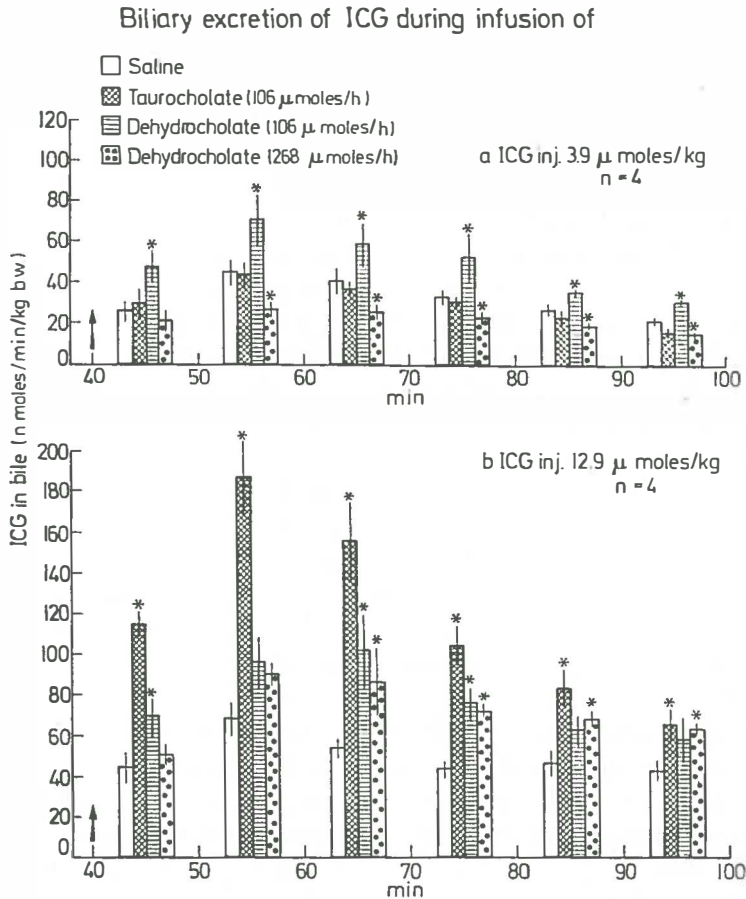 Biliary excretion of ICG during infusion of
Saline
Taurocholate (106 μmoles/h)
Dehydrocholate (106 μmoles/h)
Dehydrocholate (268 μmoles/h)
a ICG inj. 3.9 μ moles/kg
n = 4
120
100
80
60
40
20
0
* * * * * * * * * * *
40 50 60 70 80 90 100
min
ICG in bile (n moles/min/kg bw)
b ICG inj. 12.9 μ moles/kg
n = 4
200
180
160
140
120
100
80
60
40
20
0
* * * * * * * * * * * * *
40 50 60 70 80 90 100
min